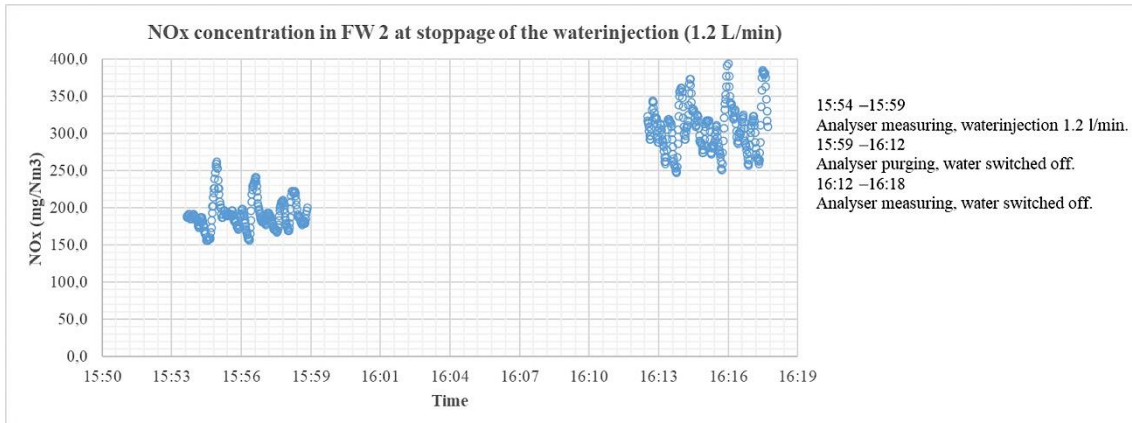 NOx concentration in FW 2 at stoppage of the waterinjection (1.2 L/min)
400,0
350,0
300,0
250,0
200,0
150,0
100,0
50,0
0,0
NOx (mg/Nm3)
15:50 15:53 15:56 15:59 16:01 16:04 16:07 16:10 16:13 16:16 16:19
Time
15:54 –15:59
Analyser measuring, waterinjection 1.2 l/min.
15:59 –16:12
Analyser purging, water switched off.
16:12 –16:18
Analyser measuring, water switched off.